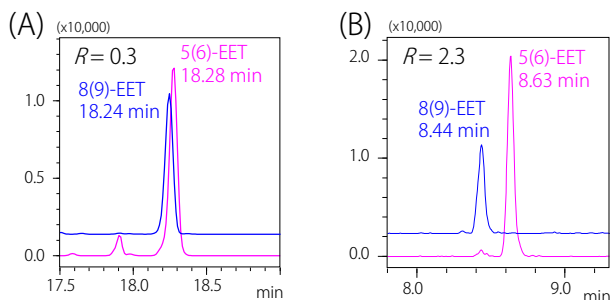 (A)
(x10,000)
R = 0.3
5(6)-EET
18.28 min
8(9)-EET
18.24 min
1.0
0.5
0.0
17.5
18.0
18.5
min
(B)
(x10,000)
2.0
R = 2.3
5(6)-EET
8.63 min
8(9)-EET
8.44 min
1.0
0.0
8.0
9.0
min